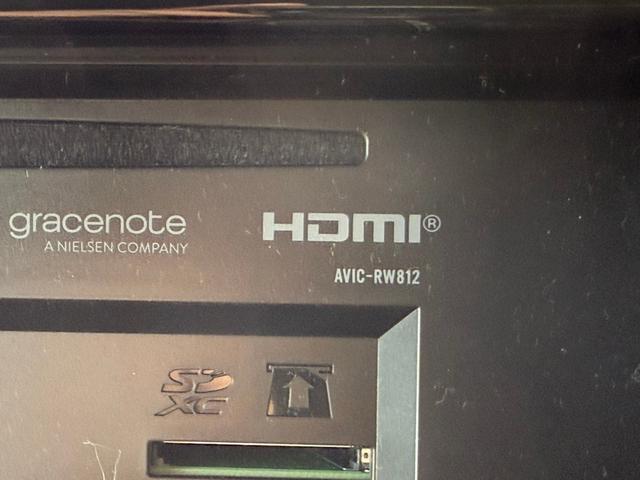 gracenote
A NIELSEN COMPANY
HDMI®
AVIC-RW812
SD
XC